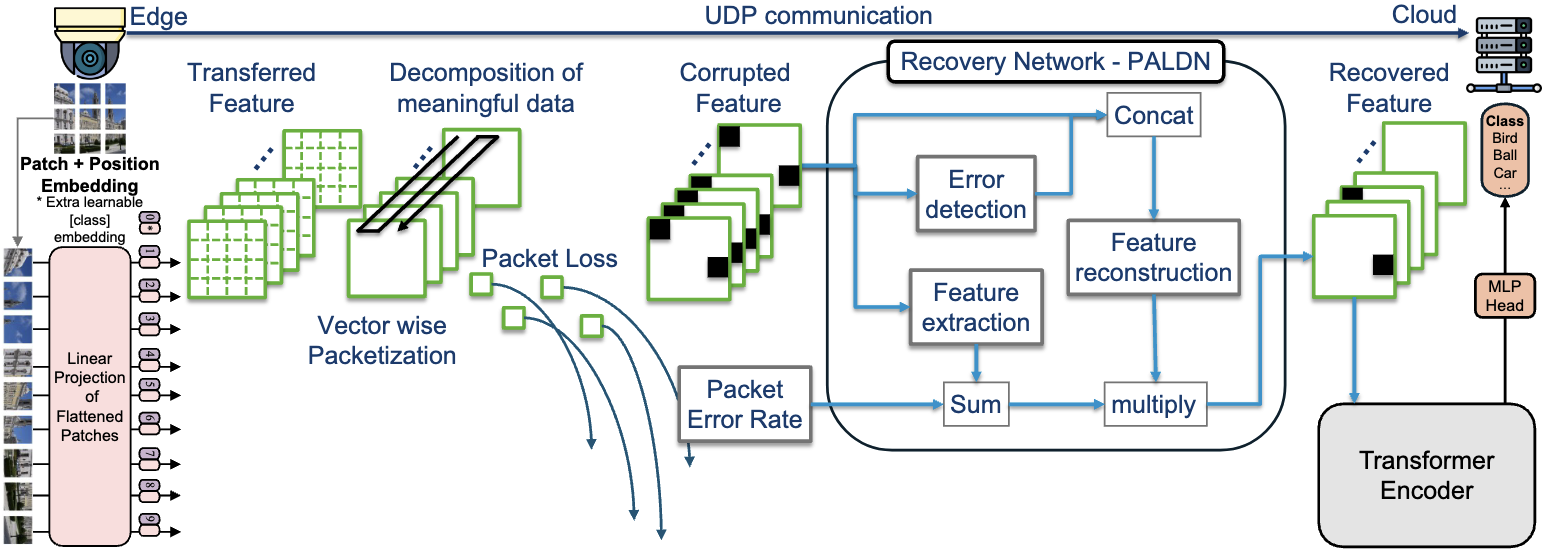 Edge
UDP communication
Cloud
Transferred
Feature
Decomposition of
meaningful data
Corrupted
Feature
Recovery Network - PALDN
Recovered
Feature
Patch + Position
Embedding
* Extra learnable
[class]
embedding
0
*
1
2
3
4
5
6
7
8
9
Linear
Projection
of
Flattened
Patches
Vector wise
Packetization
Packet Loss
Packet
Error Rate
Concat
Error
detection
Feature
reconstruction
Feature
extraction
Sum
multiply
Class
Bird
Ball
Car
...
MLP
Head
Transformer
Encoder